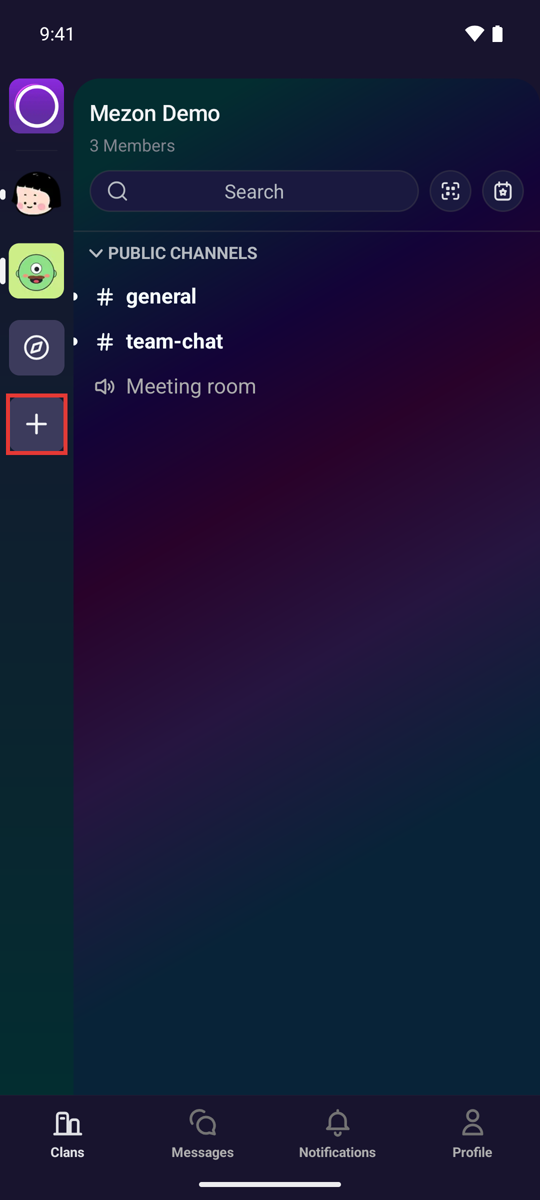 9:41
Mezon Demo
3 Members
Search
PUBLIC CHANNELS
# general
# team-chat
Meeting room
Clans
Messages
Notifications
Profile